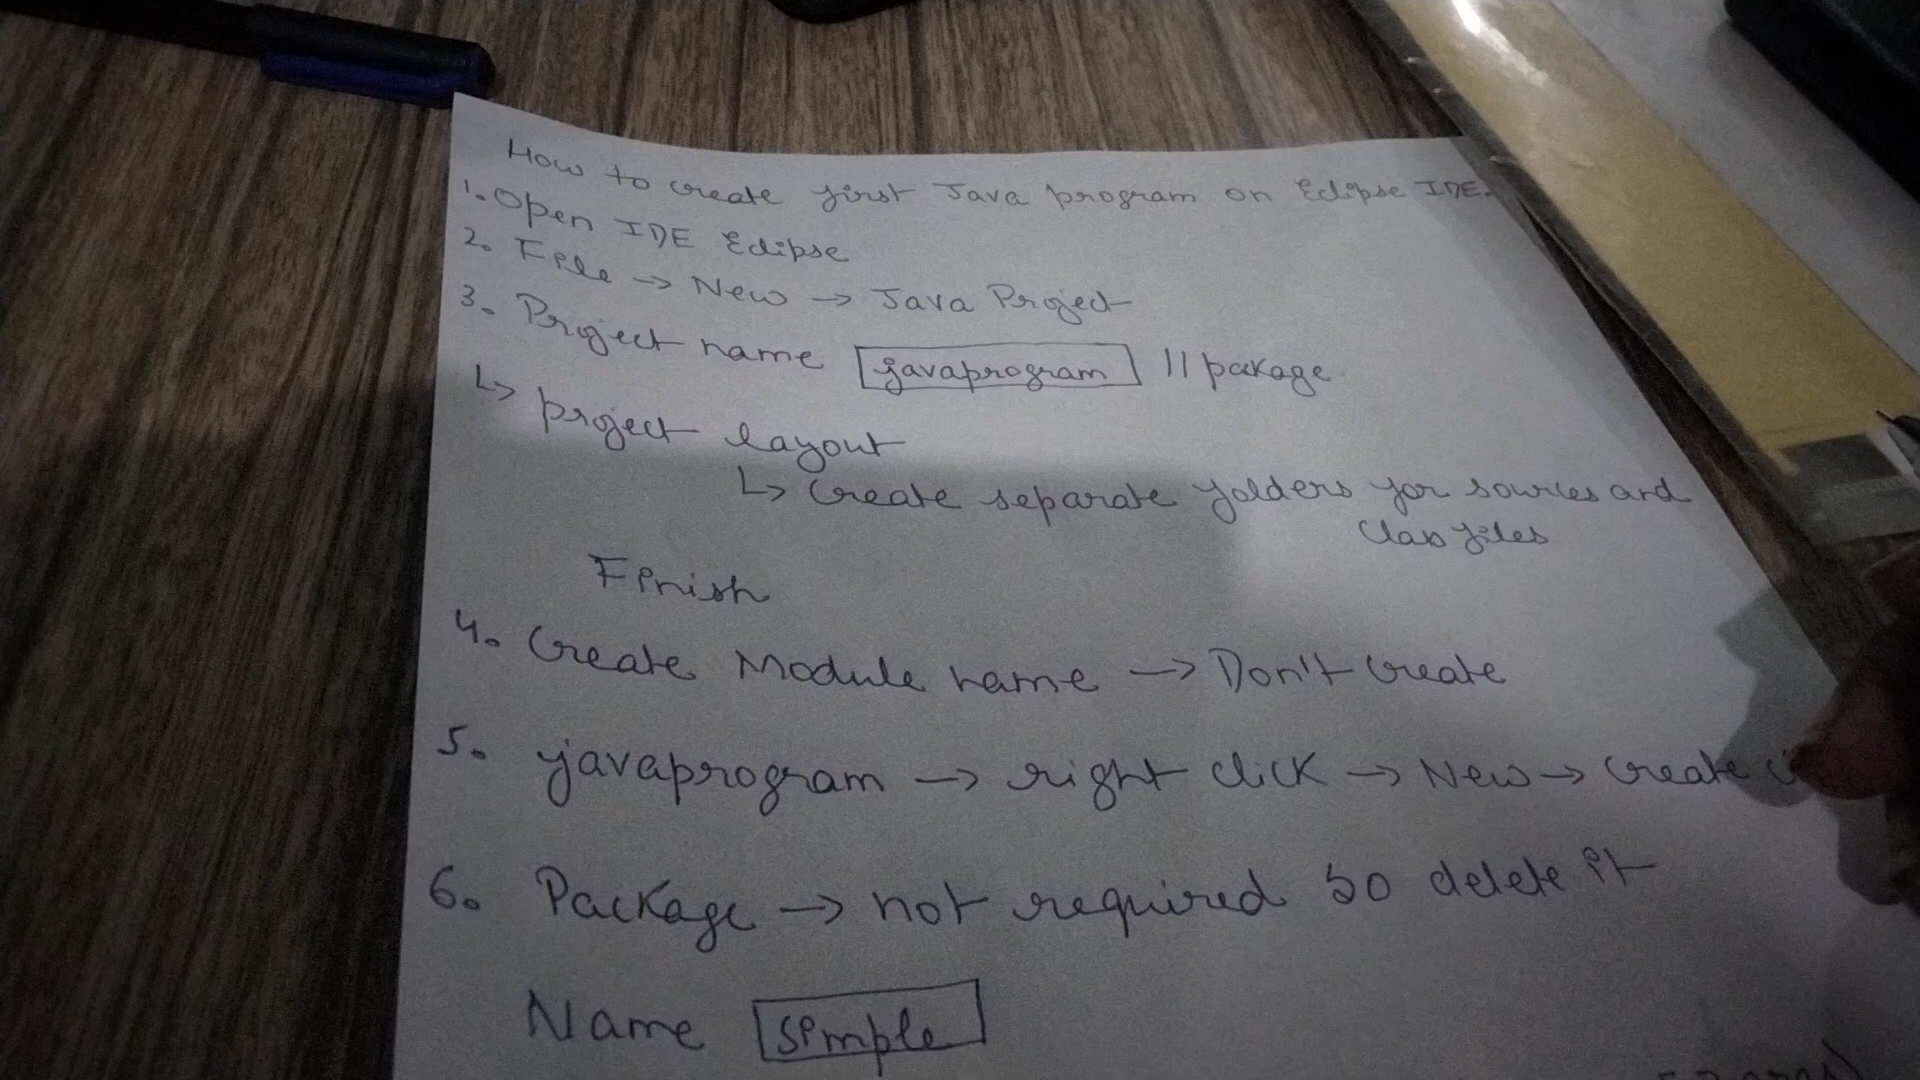 How to create first Java program on Eclipse IDE.
1. Open IDE Eclipse
2. File → New → Java Project
3. Project name javaprogram // pakage
↳ project layout
↳ Create separate folders for sources and
Class files
Finish
4. Create Module name → Don't Create
5. javaprogram → right click → New → Create
6. Package → not required so delete it
Name Simple